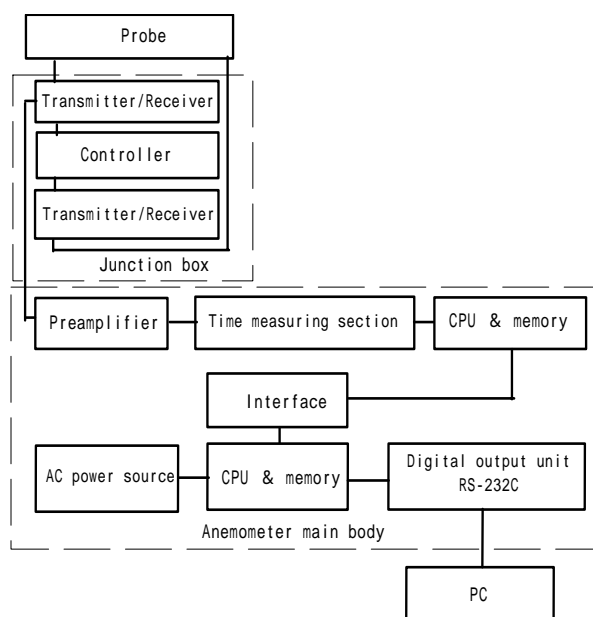 Probe
Transmitter/Receiver
Controller
Transmitter/Receiver
Junction box
Preamplifier
Time measuring section
CPU & memory
Interface
AC power source
CPU & memory
Digital output unit
RS-232C
Anemometer main body
PC